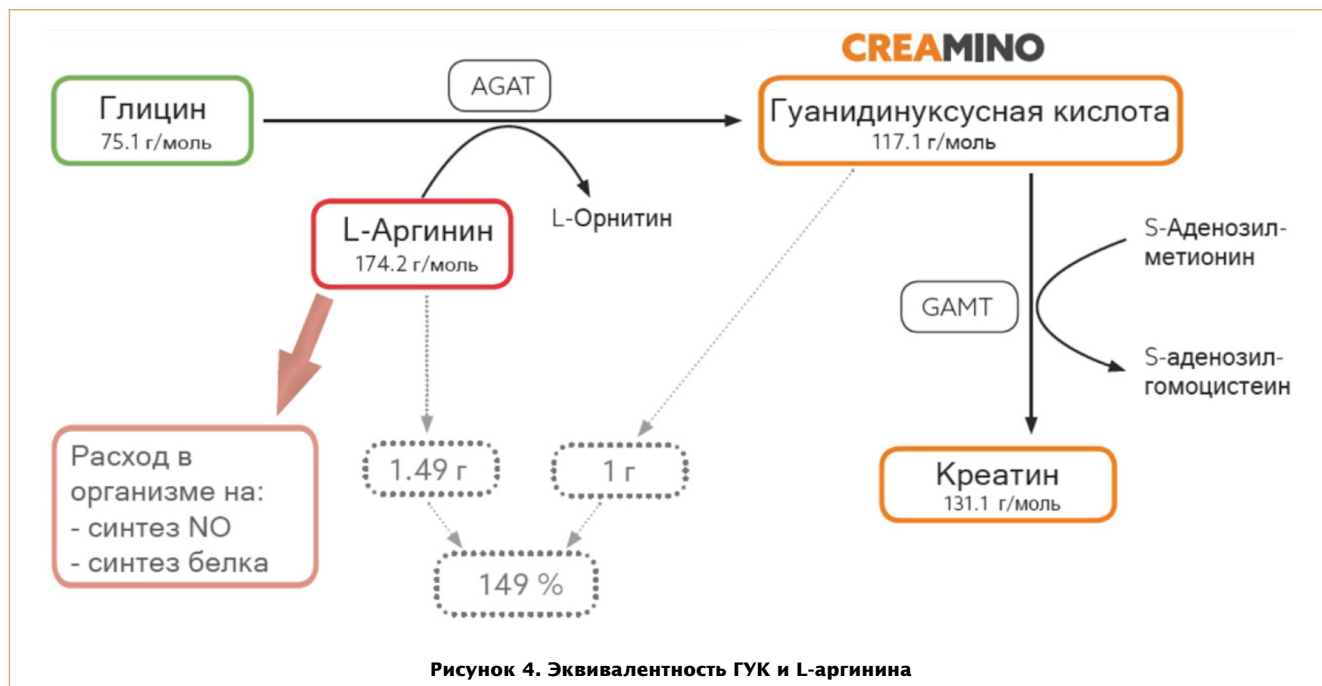 CREAMINO
AGAT
Глицин
75.1 г/моль
Гуанидинуксусная кислота
117.1 г/моль
L-Аргинин
174.2 г/моль
L-Орнитин
S-Аденозил-
метионин
GAMT
S-аденозил-
гомоцистеин
Расход в
организме на:
- синтез NO
- синтез белка
1.49 г
1 г
149 %
Креатин
131.1 г/моль
Рисунок 4. Эквивалентность ГУК и L-аргинина